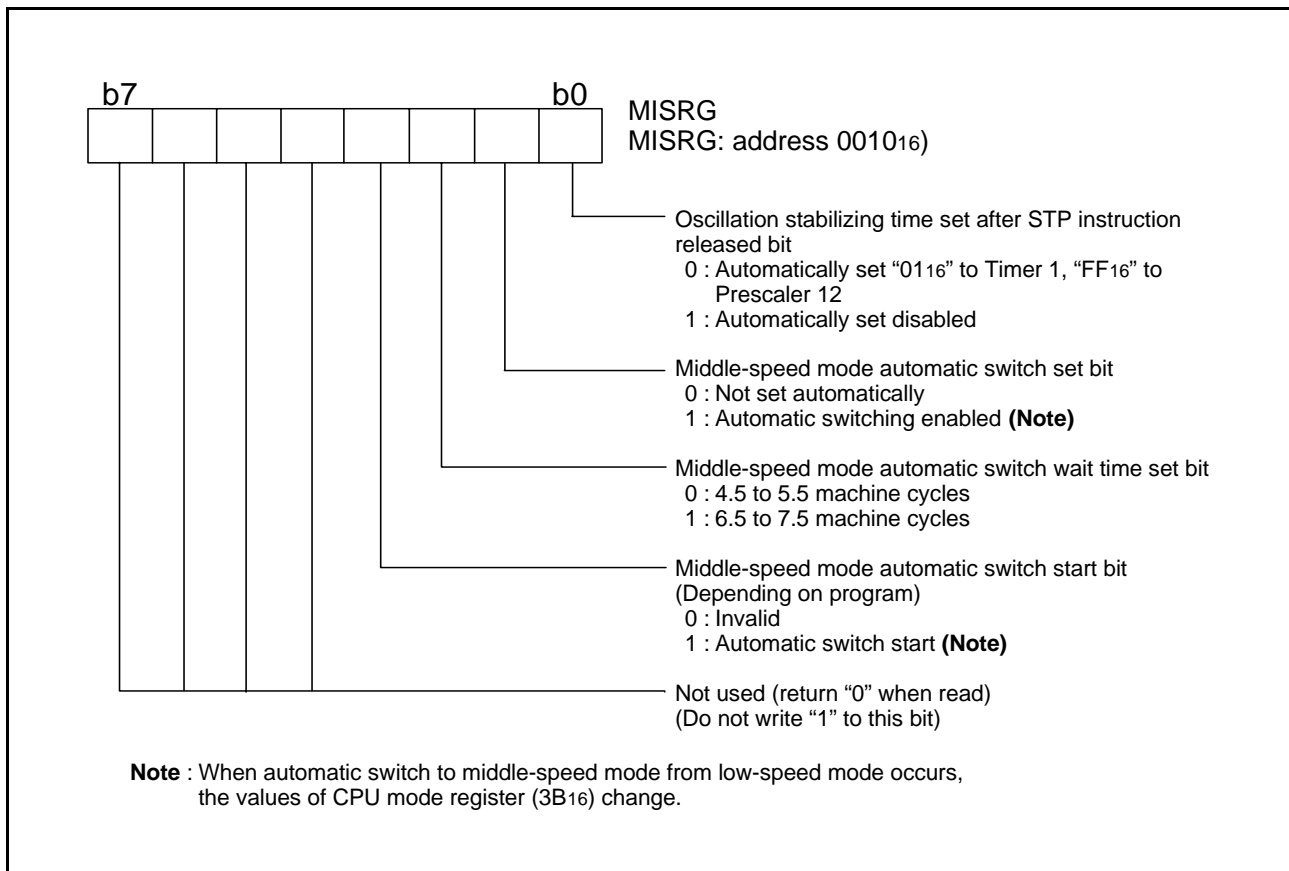 b7 b0
MISRG
MISRG: address 001016)
Oscillation stabilizing time set after STP instruction
released bit
0 : Automatically set “0116” to Timer 1, “FF16” to
Prescaler 12
1 : Automatically set disabled
Middle-speed mode automatic switch set bit
0 : Not set automatically
1 : Automatic switching enabled (Note)
Middle-speed mode automatic switch wait time set bit
0 : 4.5 to 5.5 machine cycles
1 : 6.5 to 7.5 machine cycles
Middle-speed mode automatic switch start bit
(Depending on program)
0 : Invalid
1 : Automatic switch start (Note)
Not used (return “0” when read)
(Do not write “1” to this bit)
Note : When automatic switch to middle-speed mode from low-speed mode occurs,
the values of CPU mode register (3B16) change.